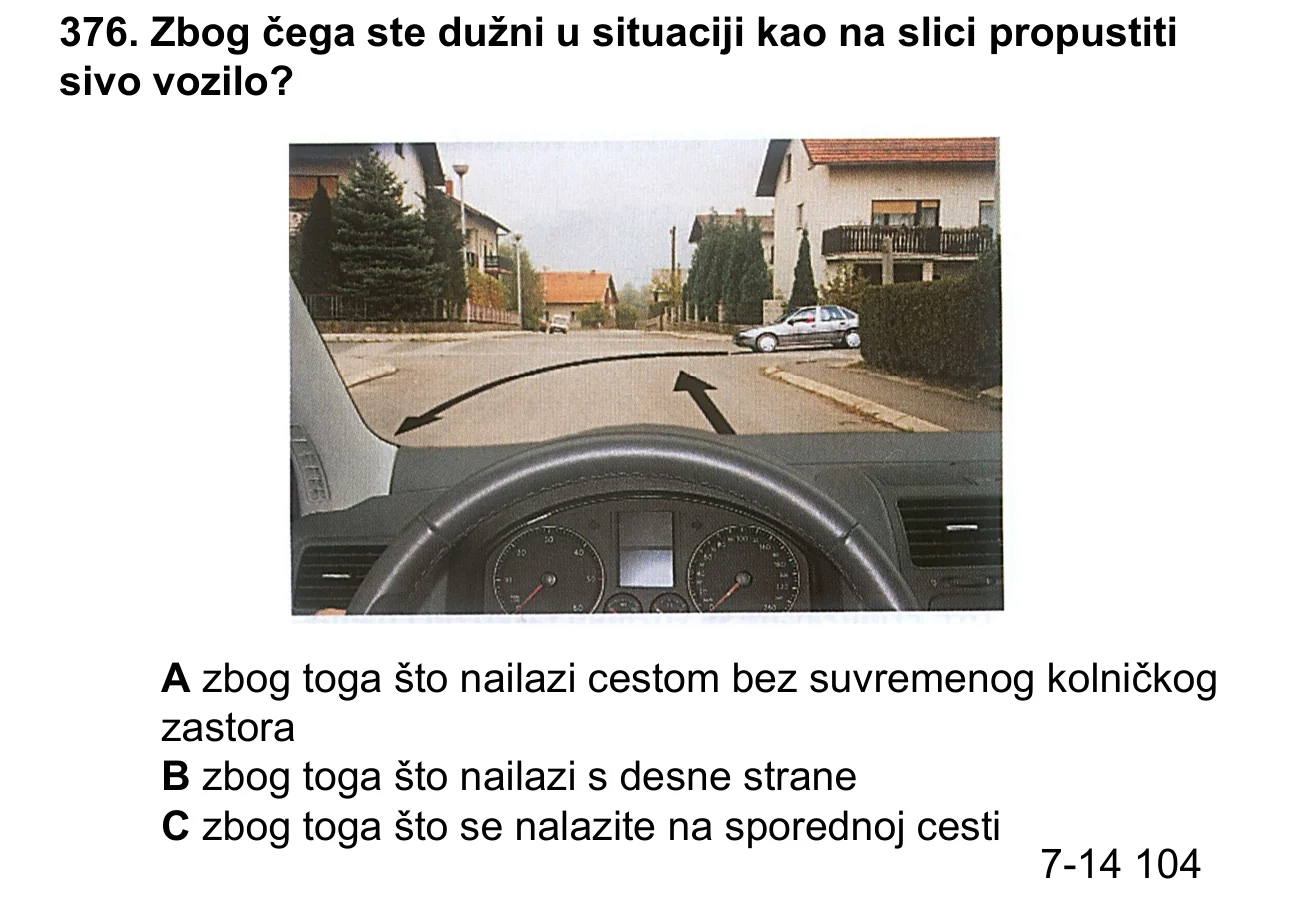 376. Zbog čega ste dužni u situaciji kao na slici propustiti
sivo vozilo?
A zbog toga što nailazi cestom bez suvremenog kolničkog
zastora
B zbog toga što nailazi s desne strane
C zbog toga što se nalazite na sporednoj cesti
7-14 104